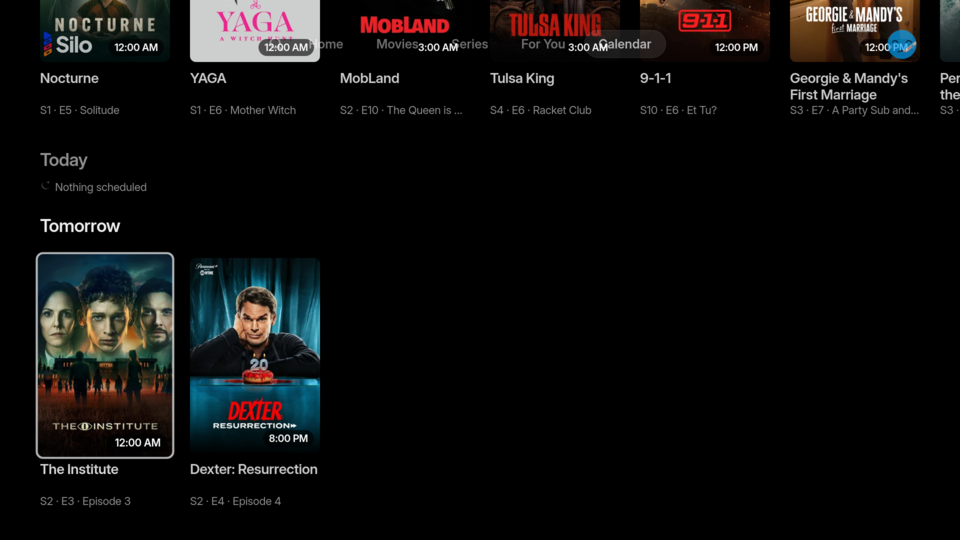 NOCTURNE
Silo
12:00 AM
YAGA
A WITCH
12:00 AM
MOBLAND
3:00 AM
TULSA KING
3:00 AM
9-1-1
12:00 PM
GEORGIE & MANDY'S
first MARRIAGE
12:00 PM
Home
Movies
Series
For You
Calendar
Nocturne
YAGA
MobLand
Tulsa King
9-1-1
Georgie & Mandy's
First Marriage
Per
the
S1 · E5 · Solitude
S1 · E6 · Mother Witch
S2 · E10 · The Queen is ...
S4 · E6 · Racket Club
S10 · E6 · Et Tu?
S3 · E7 · A Party Sub and...
S3 ·
Today
Nothing scheduled
Tomorrow
THE INSTITUTE
12:00 AM
Paramount+
SHOWTIME
20
DEXTER
RESURRECTION
8:00 PM
The Institute
Dexter: Resurrection
S2 · E3 · Episode 3
S2 · E4 · Episode 4